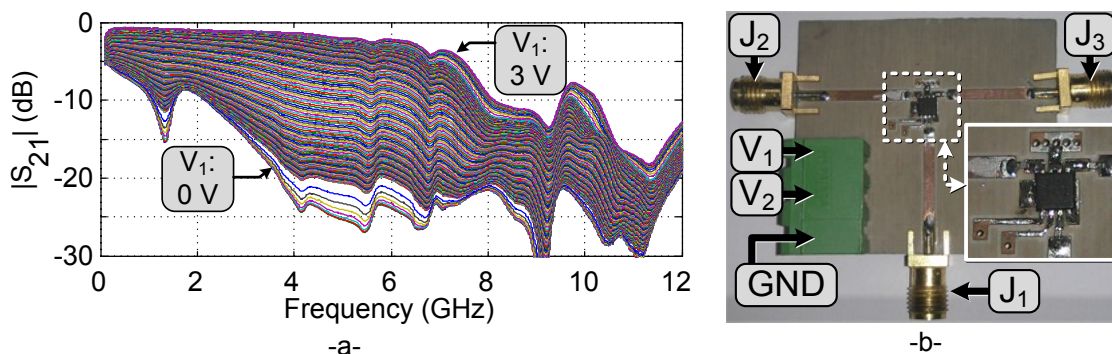 0
-10
-20
-30
|S21| (dB)
V1:
3 V
V1:
0 V
0 2 4 6 8 10 12
Frequency (GHz)
-a-
J2
J3
V1
V2
GND
J1
-b-